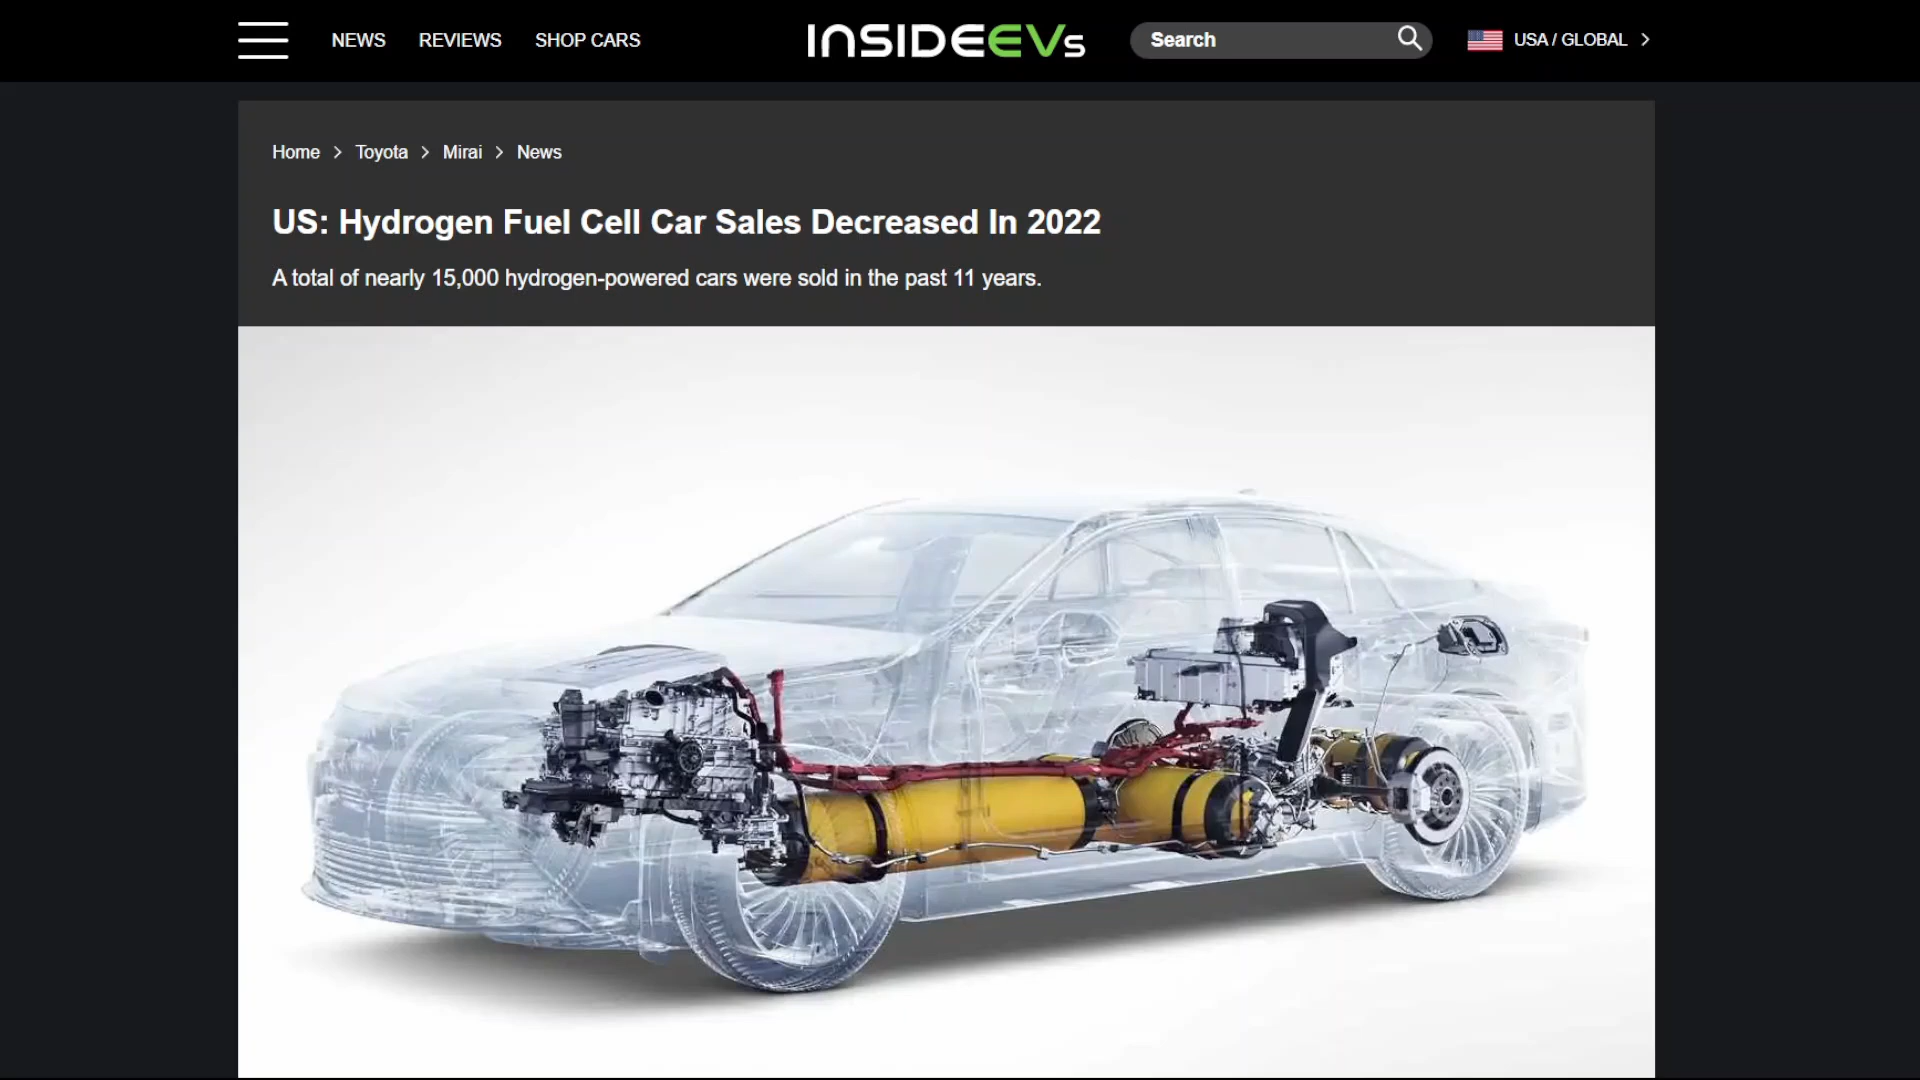 NEWS REVIEWS SHOP CARS INSIDEEVs Search USA / GLOBAL
Home > Toyota > Mirai > News
US: Hydrogen Fuel Cell Car Sales Decreased In 2022
A total of nearly 15,000 hydrogen-powered cars were sold in the past 11 years.